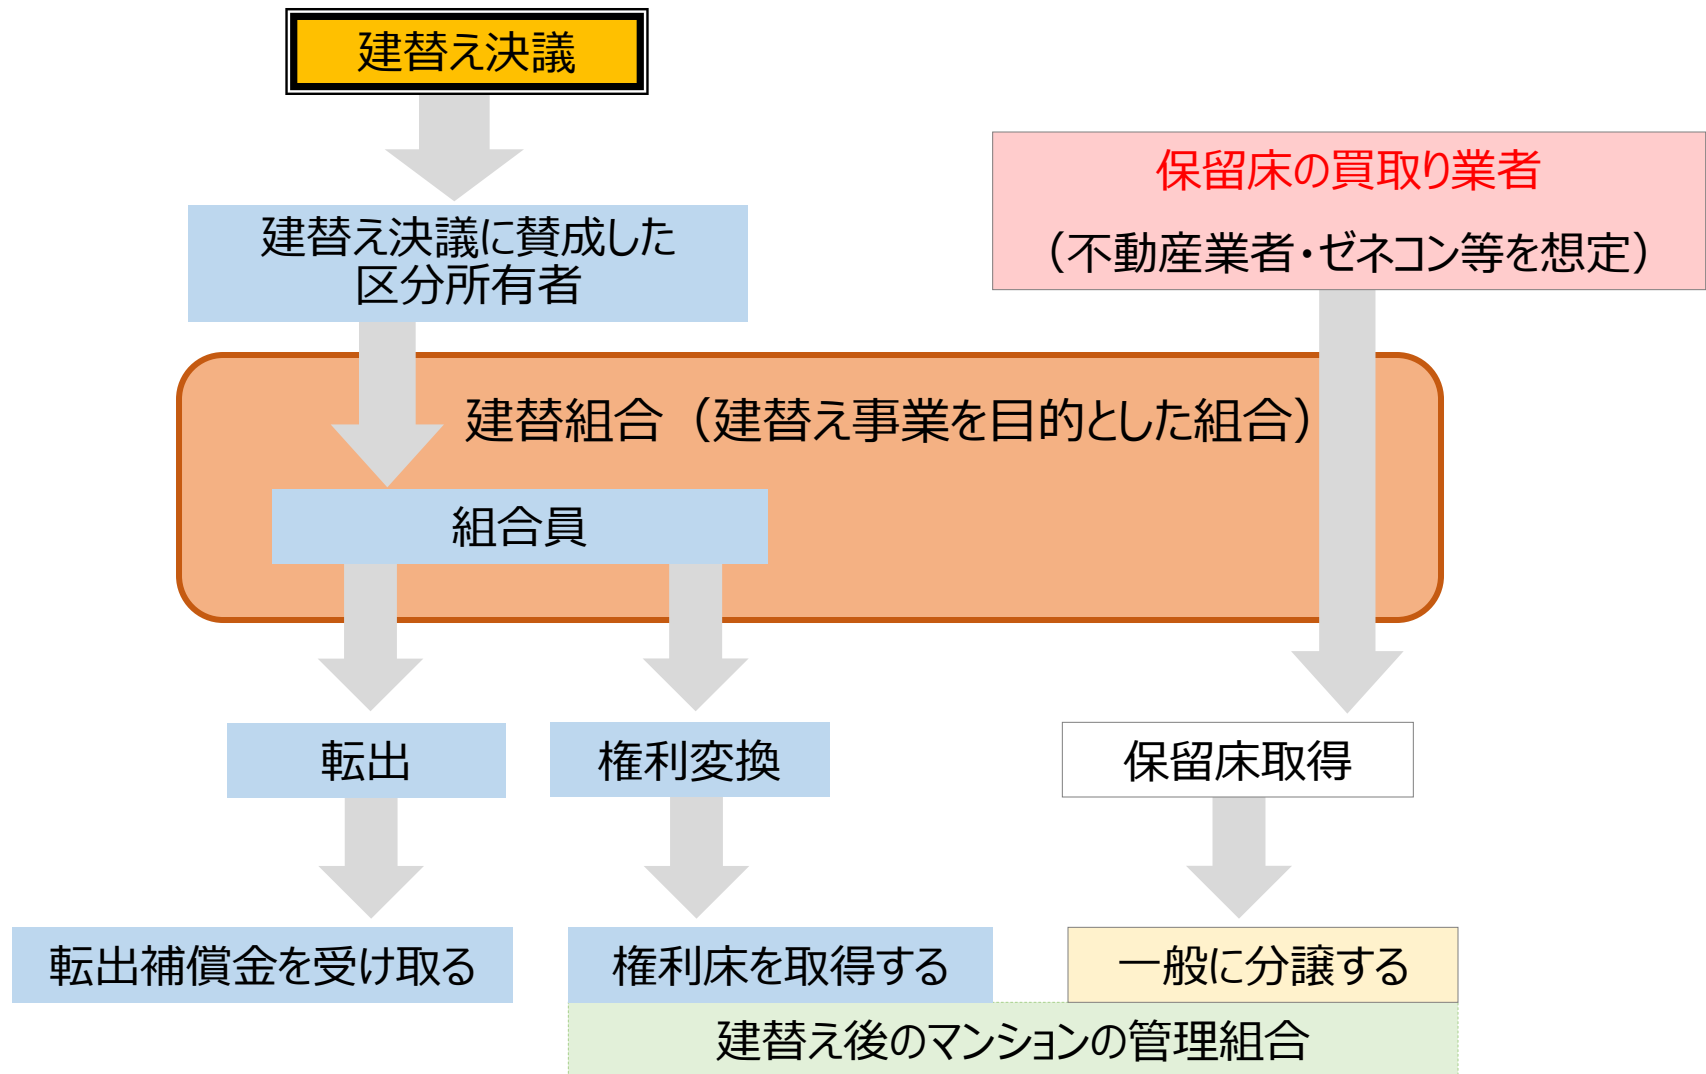 建替え決議
建替え決議に賛成した
区分所有者
保留床の買取り業者
（不動産業者・ゼネコン等を想定）
建替組合（建替え事業を目的とした組合）
組合員
転出
権利変換
保留床取得
転出補償金を受け取る
権利床を取得する
一般に分譲する
建替え後のマンションの管理組合